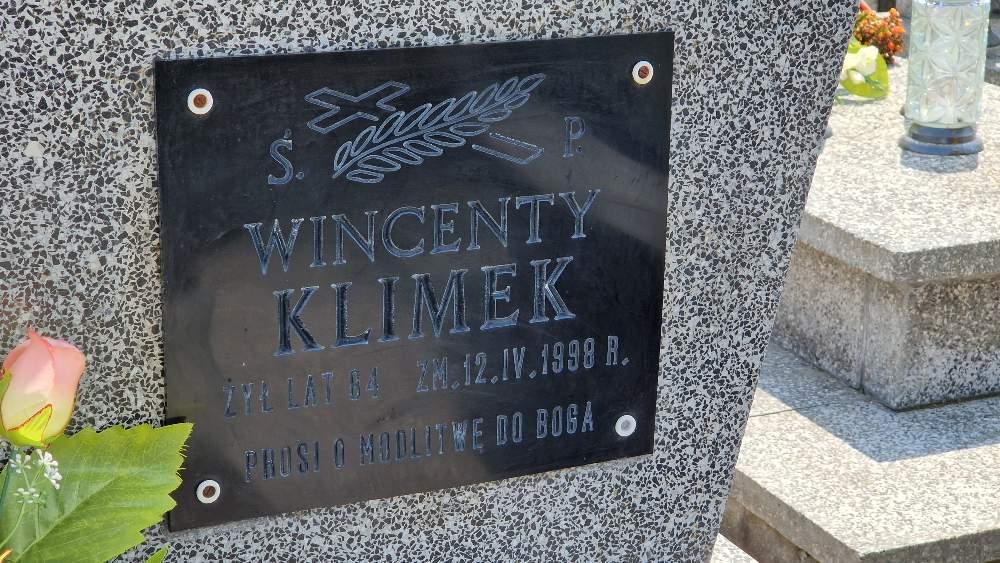 Ś. P.
WINCENTY
KLIMEK
ŻYŁ LAT 64 ZM. 12. IV. 1998 R.
PROSI O MODLITWĘ DO BOGA